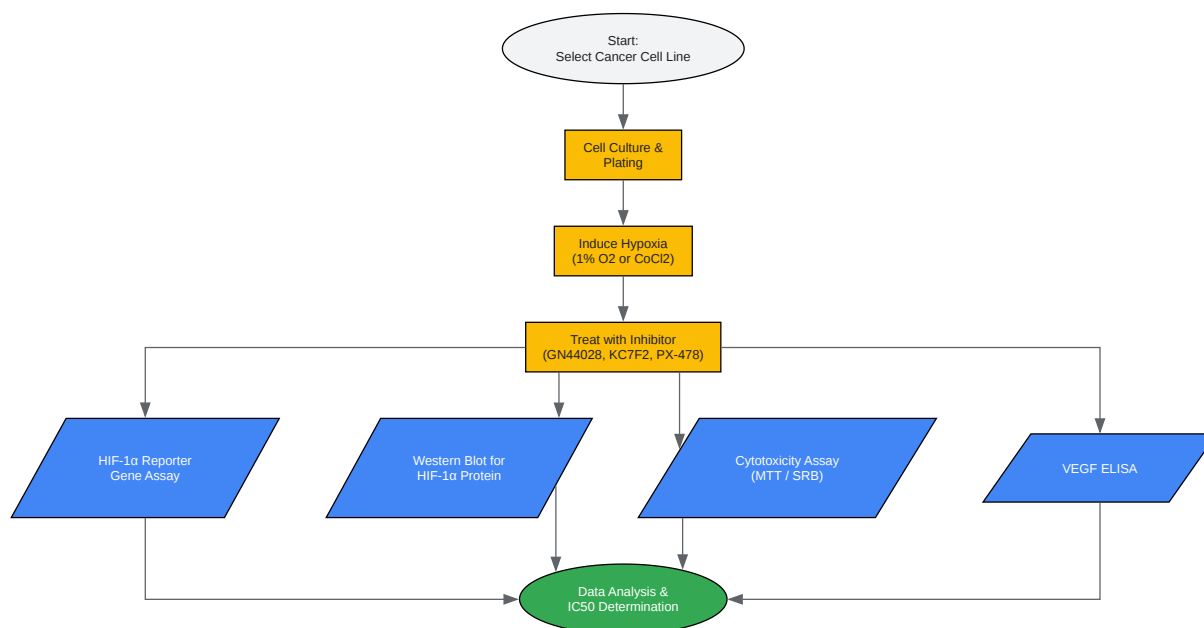 Start:
Select Cancer Cell Line
Cell Culture &
Plating
Induce Hypoxia
(1% O2 or CoCl2)
Treat with Inhibitor
(GN44028, KC7F2, PX-478)
HIF-1α Reporter
Gene Assay
Western Blot for
HIF-1α Protein
Cytotoxicity Assay
(MTT / SRB)
VEGF ELISA
Data Analysis &
IC50 Determination